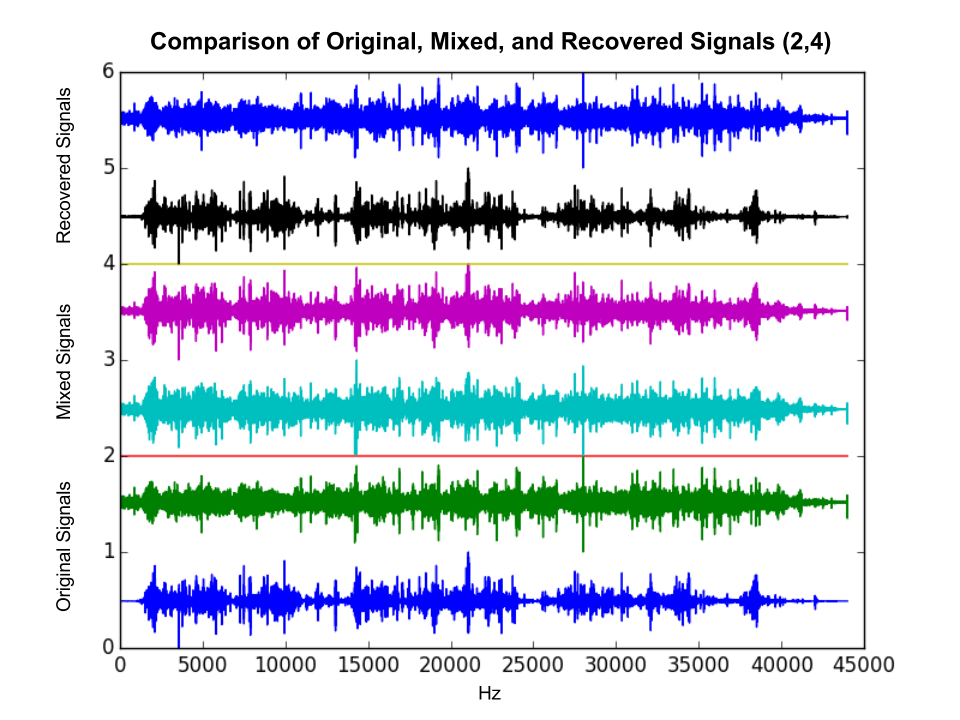 Comparison of Original, Mixed, and Recovered Signals (2,4)
6
5
4
3
2
1
0
Recovered Signals
Mixed Signals
Original Signals
0 5000 10000 15000 20000 25000 30000 35000 40000 45000
Hz